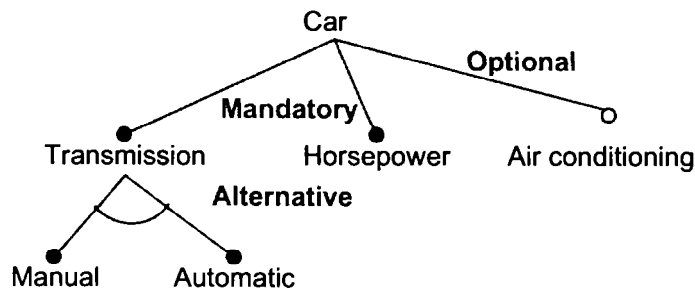 Car
Optional
Mandatory
Transmission
Horsepower
Air conditioning
Alternative
Manual
Automatic